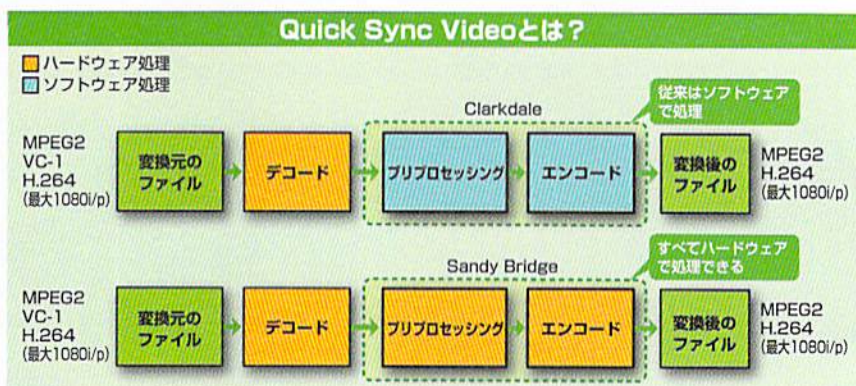 Quick Sync Videoとは？
ハードウェア処理
ソフトウェア処理
Clarkdale
従来はソフトウェア
で処理
MPEG2
VC-1
H.264
(最大1080i/p)
変換元の
ファイル
デコード
プリプロセッシング
エンコード
変換後の
ファイル
MPEG2
H.264
(最大1080i/p)
Sandy Bridge
すべてハードウェア
で処理できる
MPEG2
VC-1
H.264
(最大1080i/p)
変換元の
ファイル
デコード
プリプロセッシング
エンコード
変換後の
ファイル
MPEG2
H.264
(最大1080i/p)